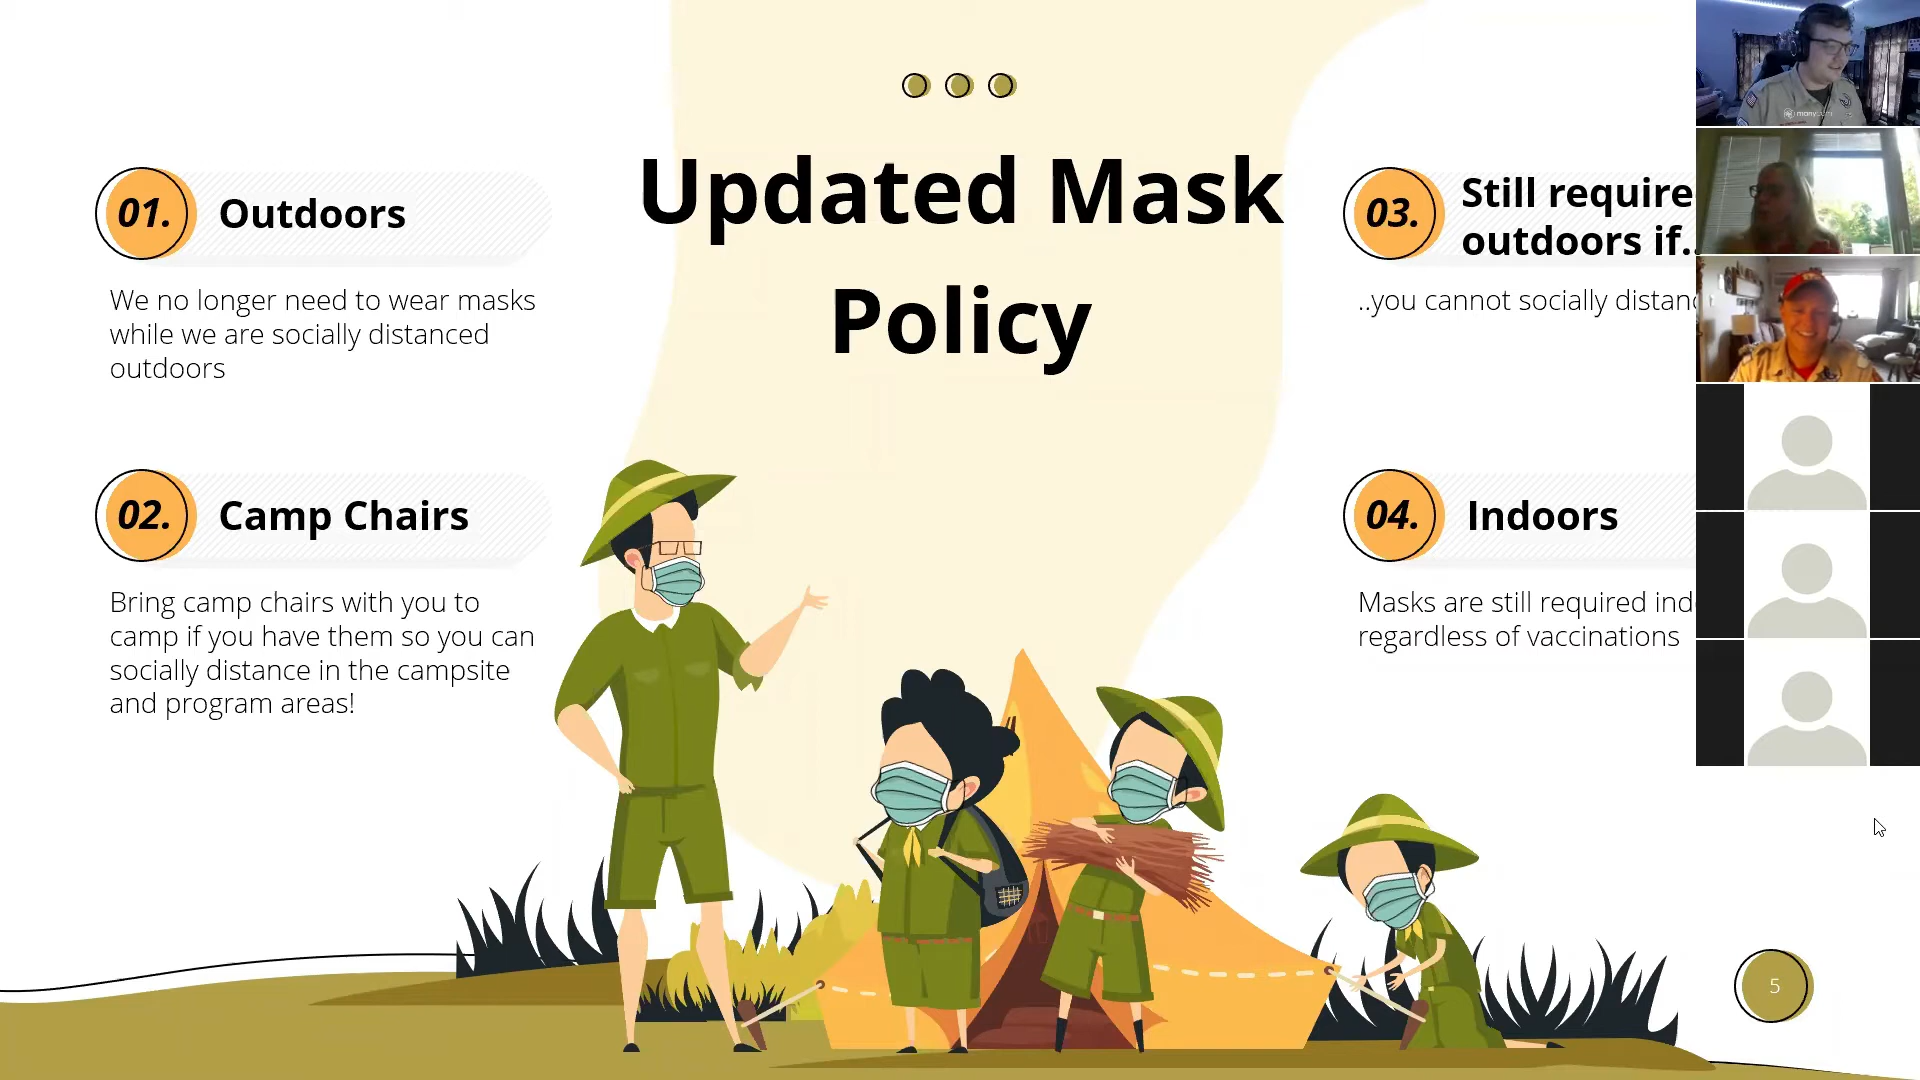 Updated Mask
Policy
01.
Outdoors
We no longer need to wear masks
while we are socially distanced
outdoors
02.
Camp Chairs
Bring camp chairs with you to
camp if you have them so you can
socially distance in the campsite
and program areas!
03.
Still require
outdoors if..
..you cannot socially distanc
04.
Indoors
Masks are still required ind
regardless of vaccinations
5